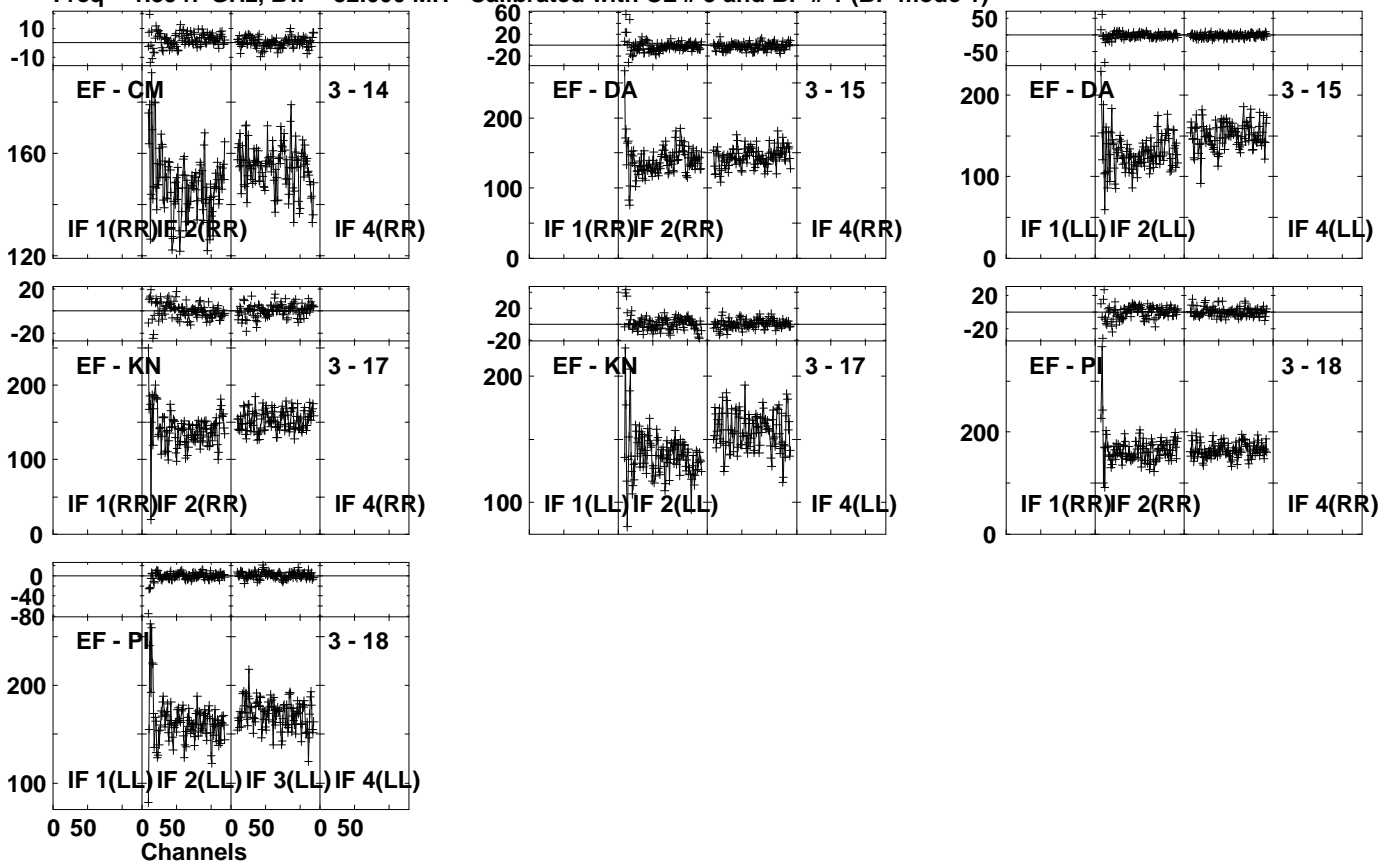 10
-10
EF - CM
3 - 14
160
120
IF 1(RR)
IF 2(RR)
IF 4(RR)
60
20
-20
EF - DA
3 - 15
200
100
0
IF 1(RR)
IF 2(RR)
IF 4(RR)
50
-50
EF - DA
3 - 15
200
100
0
IF 1(LL)
IF 2(LL)
IF 4(LL)
20
-20
EF - KN
3 - 17
200
100
0
IF 1(RR)
IF 2(RR)
IF 4(RR)
20
-20
EF - KN
3 - 17
200
100
IF 1(LL)
IF 2(LL)
IF 4(LL)
20
-20
EF - PI
3 - 18
200
0
IF 1(RR)
IF 2(RR)
IF 4(RR)
0
-40
-80
EF - PI
3 - 18
200
100
IF 1(LL)
IF 2(LL)
IF 3(LL)
IF 4(LL)
0 50
0 50
0 50
0 50
Channels